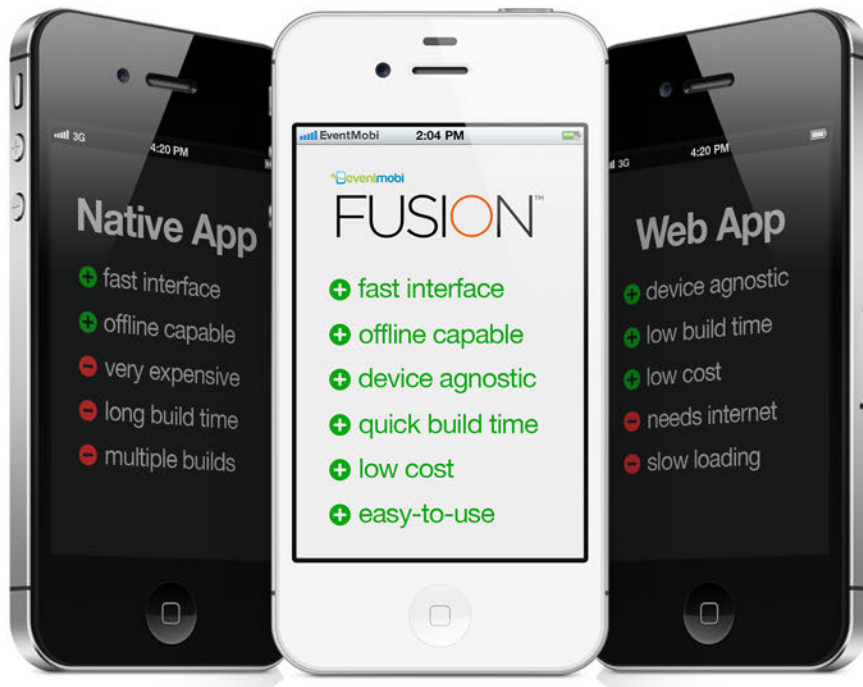 3G
4:20 PM
Native App
fast interface
offline capable
very expensive
long build time
multiple builds
EventMobi
2:04 PM
eventmobi
FUSION™
fast interface
offline capable
device agnostic
quick build time
low cost
easy-to-use
3G
4:20 PM
Web App
device agnostic
low build time
low cost
needs internet
slow loading